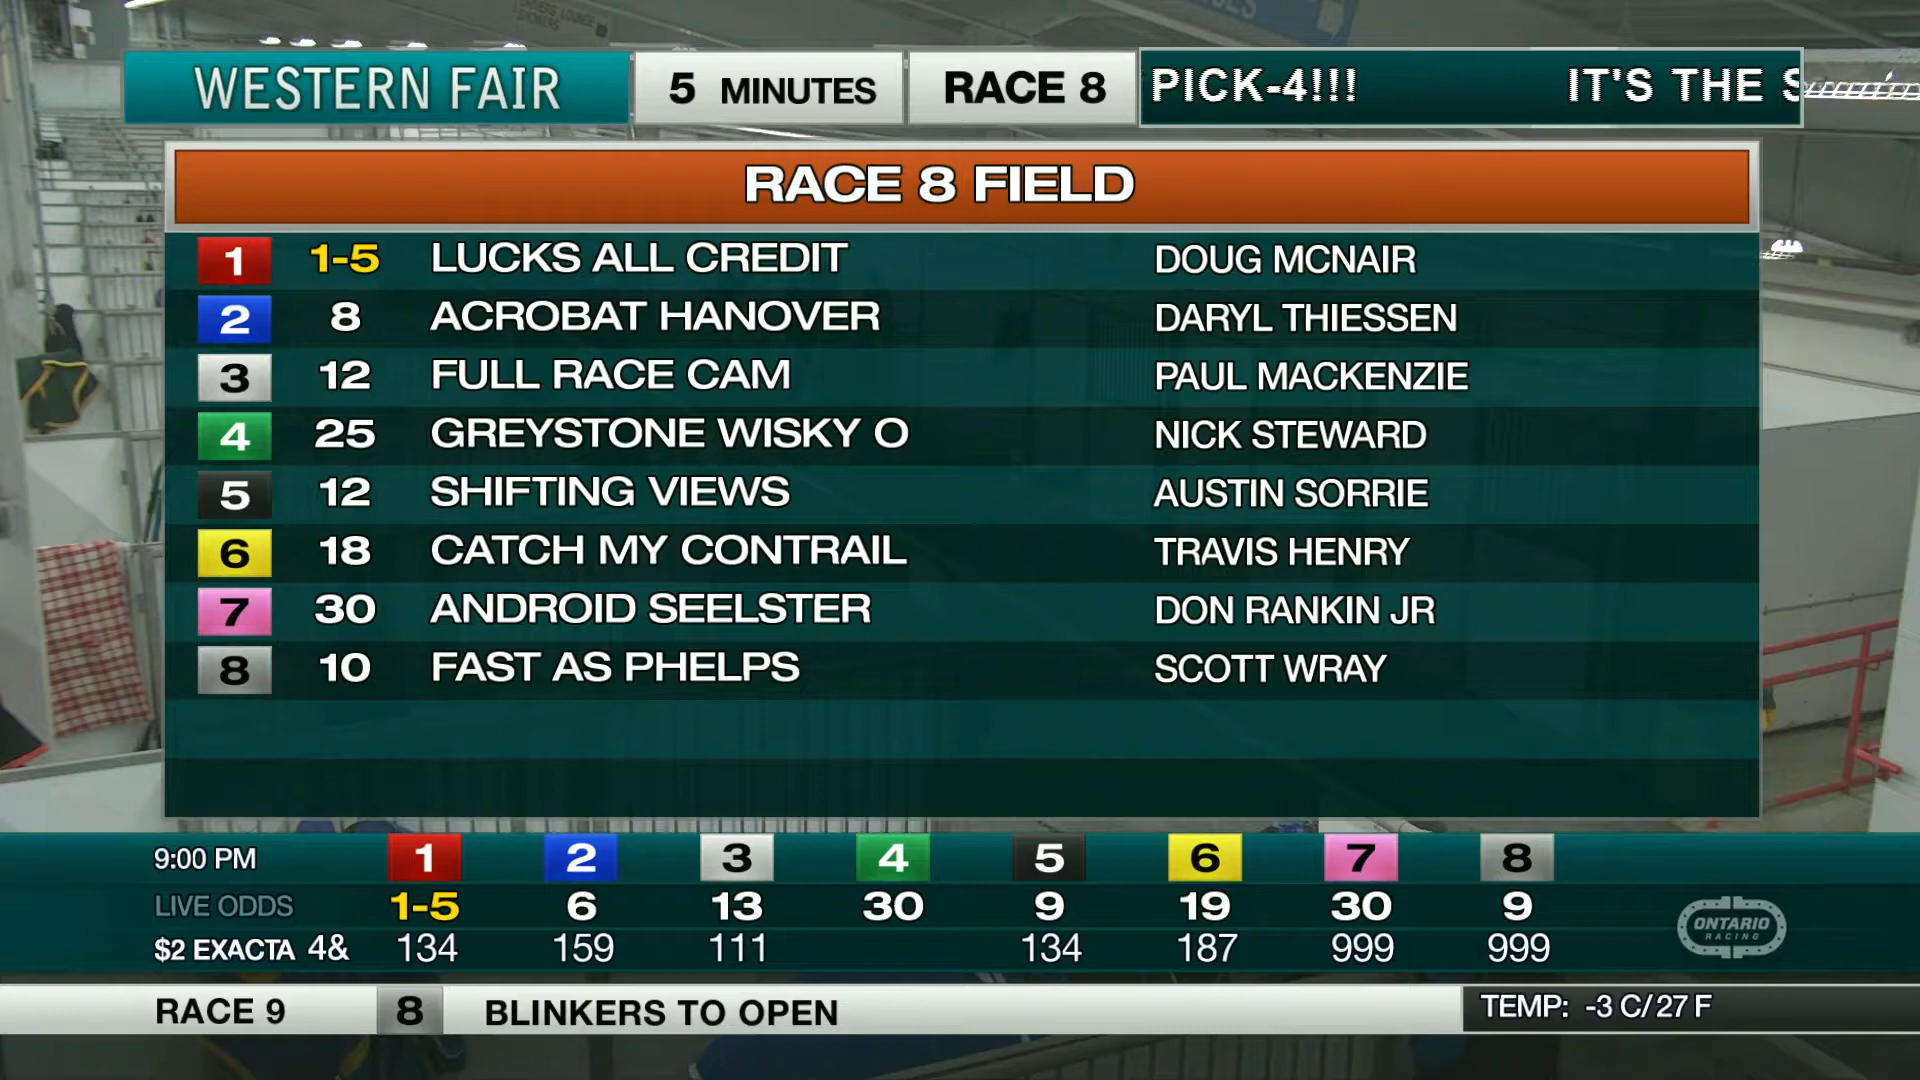 WESTERN FAIR 5 MINUTES RACE 8 PICK-4!!! IT'S THE S
RACE 8 FIELD
1 1-5 LUCKS ALL CREDIT DOUG MCNAIR
2 8 ACROBAT HANOVER DARYL THIESSEN
3 12 FULL RACE CAM PAUL MACKENZIE
4 25 GREYSTONE WISKY O NICK STEWARD
5 12 SHIFTING VIEWS AUSTIN SORRIE
6 18 CATCH MY CONTRAIL TRAVIS HENRY
7 30 ANDROID SEELSTER DON RANKIN JR
8 10 FAST AS PHELPS SCOTT WRAY
9:00 PM 1 2 3 4 5 6 7 8
LIVE ODDS 1-5 6 13 30 9 19 30 9
$2 EXACTA 4& 134 159 111 134 187 999 999
ONTARIO
RACING
RACE 9 8 BLINKERS TO OPEN TEMP: -3 C/27 F